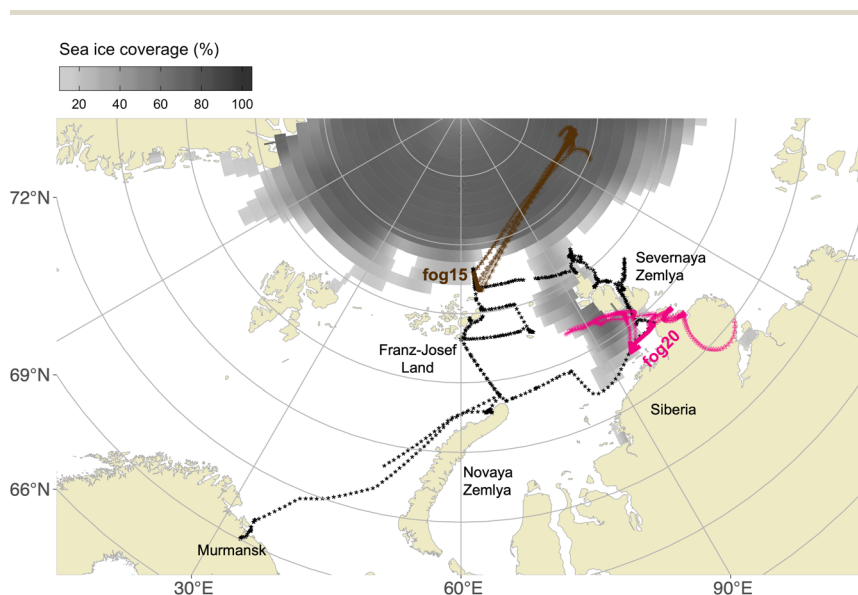 Sea ice coverage (%)
20 40 60 80 100
72°N
69°N
66°N
fog15
Severnaya
Zemlya
Franz-Josef
Land
fog20
Siberia
Novaya
Zemlya
Murmansk
30°E 60°E 90°E